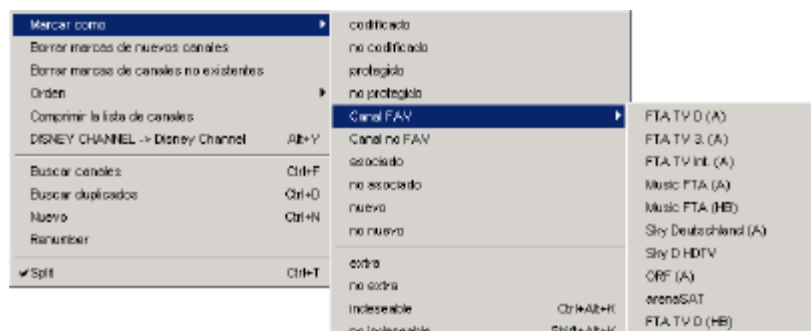 Marcar como
Borrar marcas de nuevos canales
Borrar marcas de canales no existentes
Orden
Comprimir la lista de canales
DISNEY CHANNEL -> Disney Channel Alt+Y
Buscar canales Ctrl+F
Buscar duplicados Ctrl+D
Nuevo Ctrl+N
Renumber
Split Ctrl+T
codificado
no codificado
protegido
no protegido
Canal FAV
Canal no FAV
asociado
no asociado
nuevo
no nuevo
extra
no extra
indeseable Ctrl+Alt+K
no indeseable Shift+Alt+K
FTA TV D (A)
FTA TV 3. (A)
FTA TV int. (A)
Music FTA (A)
Music FTA (HB)
Sky Deutschland (A)
Sky D HDTV
ORF (A)
arenaSAT
FTA TV D (HB)